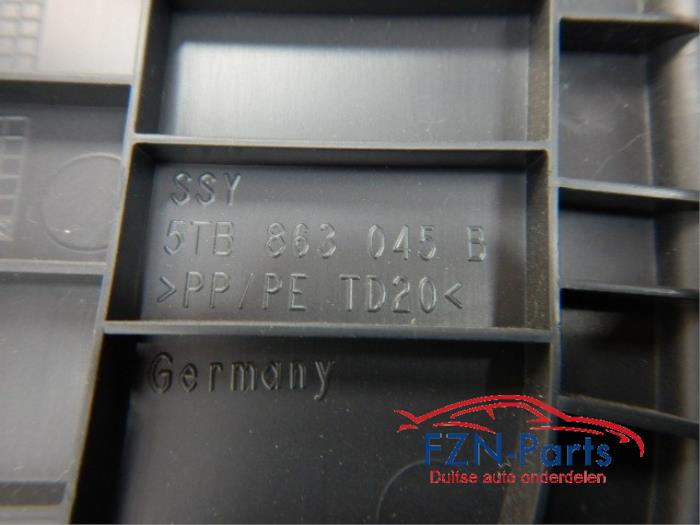 SSY
5TB 863 045 B
>PP/PE TD20<
Germany
FZN-Parts
Duitse auto onderdelen